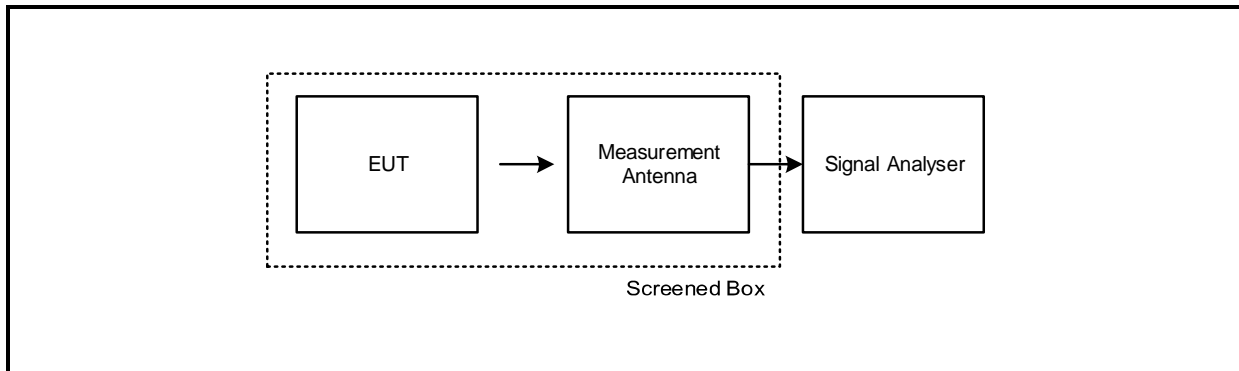 EUT
Measurement
Antenna
Signal Analyser
Screened Box